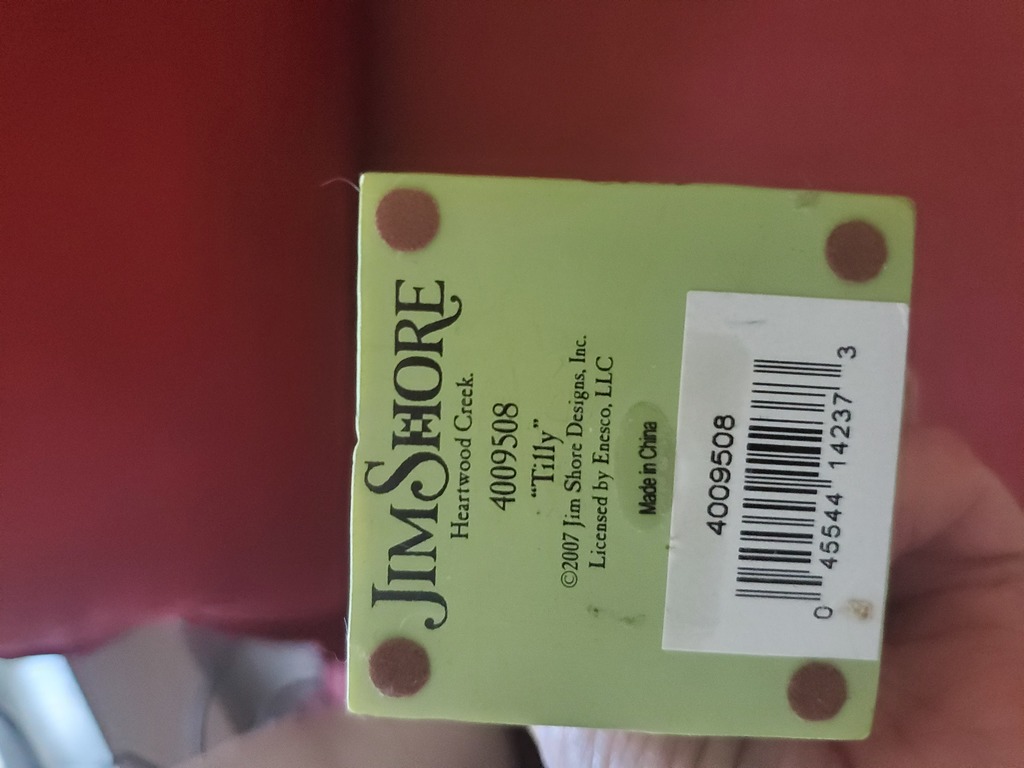 JIM SHORE
Heartwood Creek.
4009508
“Tilly”
©2007 Jim Shore Designs, Inc.
Licensed by Enesco, LLC
Made in China
4009508
0 45544 14237 3